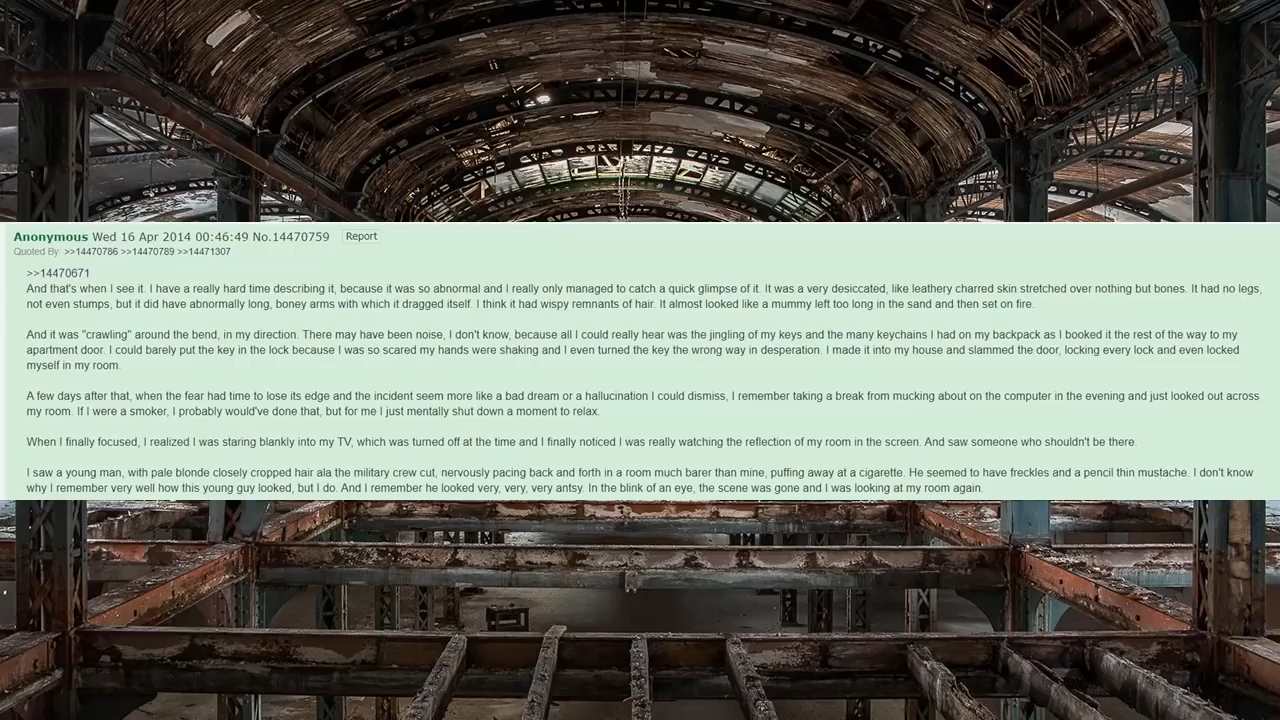 Anonymous Wed 16 Apr 2014 00:46:49 No.14470759 Report
Quoted By: >>14470786 >>14470789 >>14471307
>>14470671
And that's when I see it. I have a really hard time describing it, because it was so abnormal and I really only managed to catch a quick glimpse of it. It was a very desiccated, like leathery charred skin stretched over nothing but bones. It had no legs,
not even stumps, but it did have abnormally long, boney arms with which it dragged itself. I think it had wispy remnants of hair. It almost looked like a mummy left too long in the sand and then set on fire.
And it was "crawling" around the bend, in my direction. There may have been noise, I don't know, because all I could really hear was the jingling of my keys and the many keychains I had on my backpack as I booked it the rest of the way to my
apartment door. I could barely put the key in the lock because I was so scared my hands were shaking and I even turned the key the wrong way in desperation. I made it into my house and slammed the door, locking every lock and even locked
myself in my room.
A few days after that, when the fear had time to lose its edge and the incident seem more like a bad dream or a hallucination I could dismiss, I remember taking a break from mucking about on the computer in the evening and just looked out across
my room. If I were a smoker, I probably would've done that, but for me I just mentally shut down a moment to relax.
When I finally focused, I realized I was staring blankly into my TV, which was turned off at the time and I finally noticed I was really watching the reflection of my room in the screen. And saw someone who shouldn't be there.
I saw a young man, with pale blonde closely cropped hair ala the military crew cut, nervously pacing back and forth in a room much barer than mine, puffing away at a cigarette. He seemed to have freckles and a pencil thin mustache. I don't know
why I remember very well how this young guy looked, but I do. And I remember he looked very, very, very antsy. In the blink of an eye, the scene was gone and I was looking at my room again.